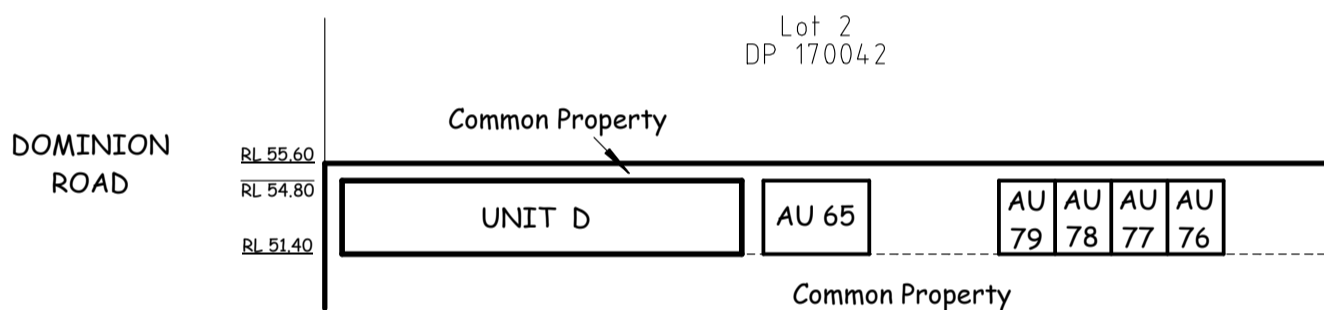 Lot 2
DP 170042
Common Property
DOMINION
ROAD
RL 55.60
RL 54.80
RL 51.40
UNIT D
AU 65
AU
79
AU
78
AU
77
AU
76
Common Property